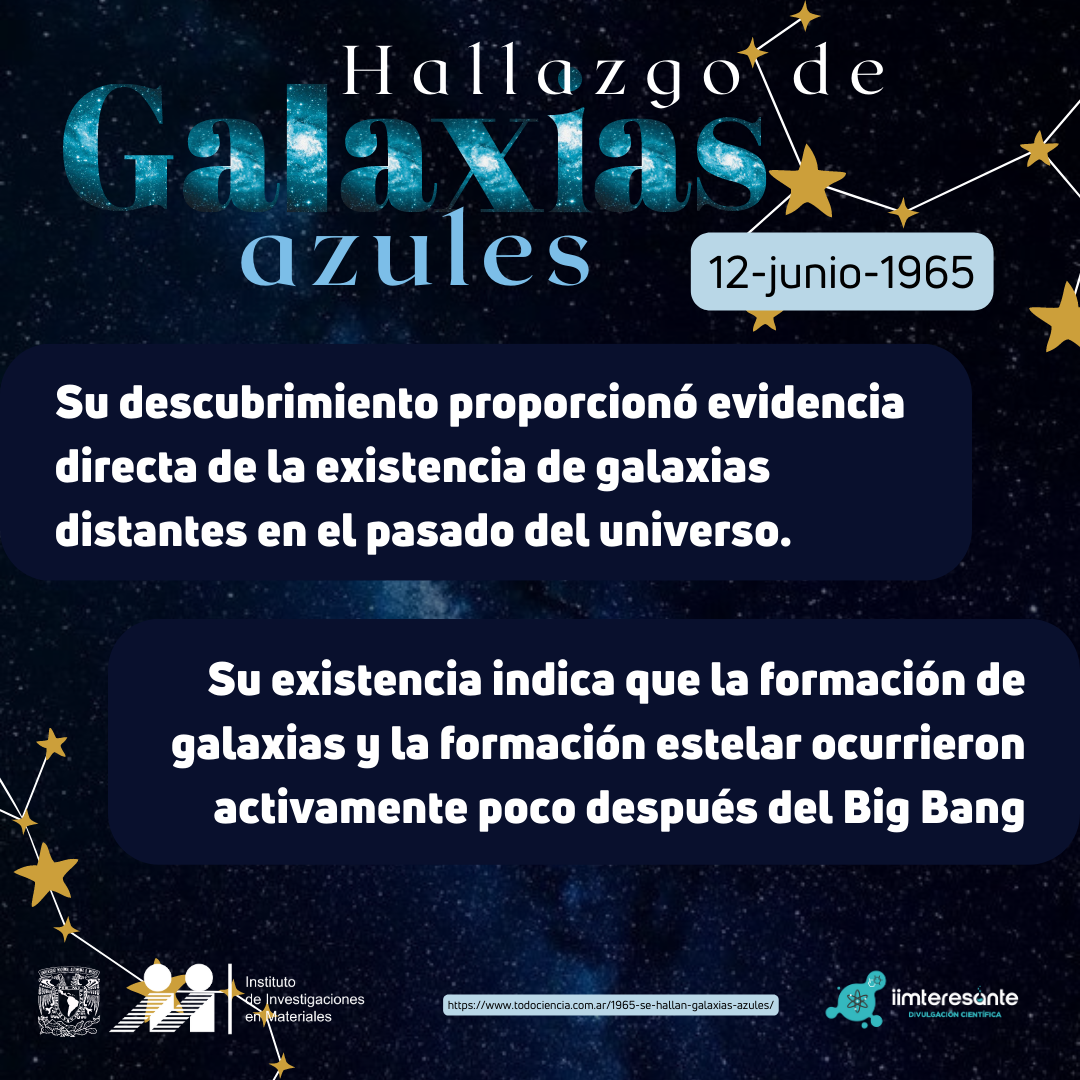 Hallazgo de
Galaxias
azules
12-junio-1965
Su descubrimiento proporcionó evidencia
directa de la existencia de galaxias
distantes en el pasado del universo.
Su existencia indica que la formación de
galaxias y la formación estelar ocurrieron
activamente poco después del Big Bang
Instituto
de Investigaciones
en Materiales
https://www.todociencia.com.ar/1965-se-hallan-galaxias-azules/
iimteresante
DIVULGACIÓN CIENTÍFICA